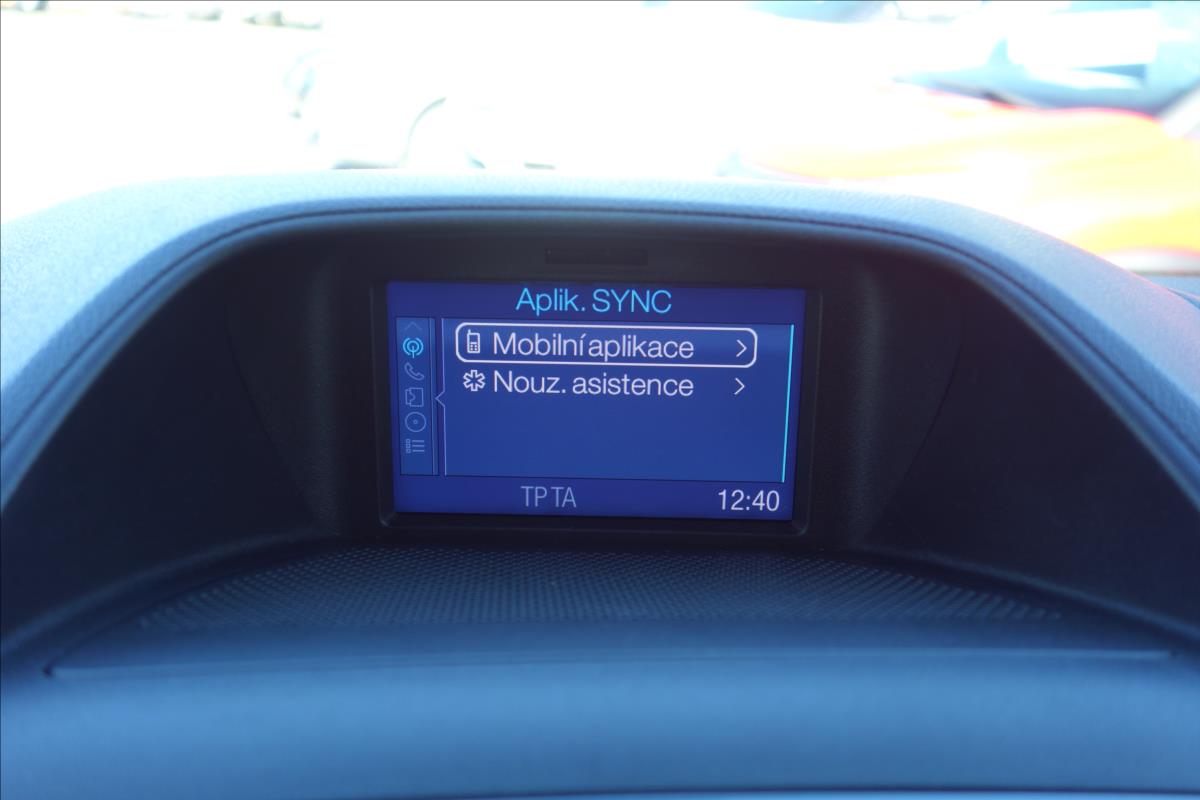 Aplik. SYNC
Mobilní aplikace
Nouz. asistence
TP TA
12:40